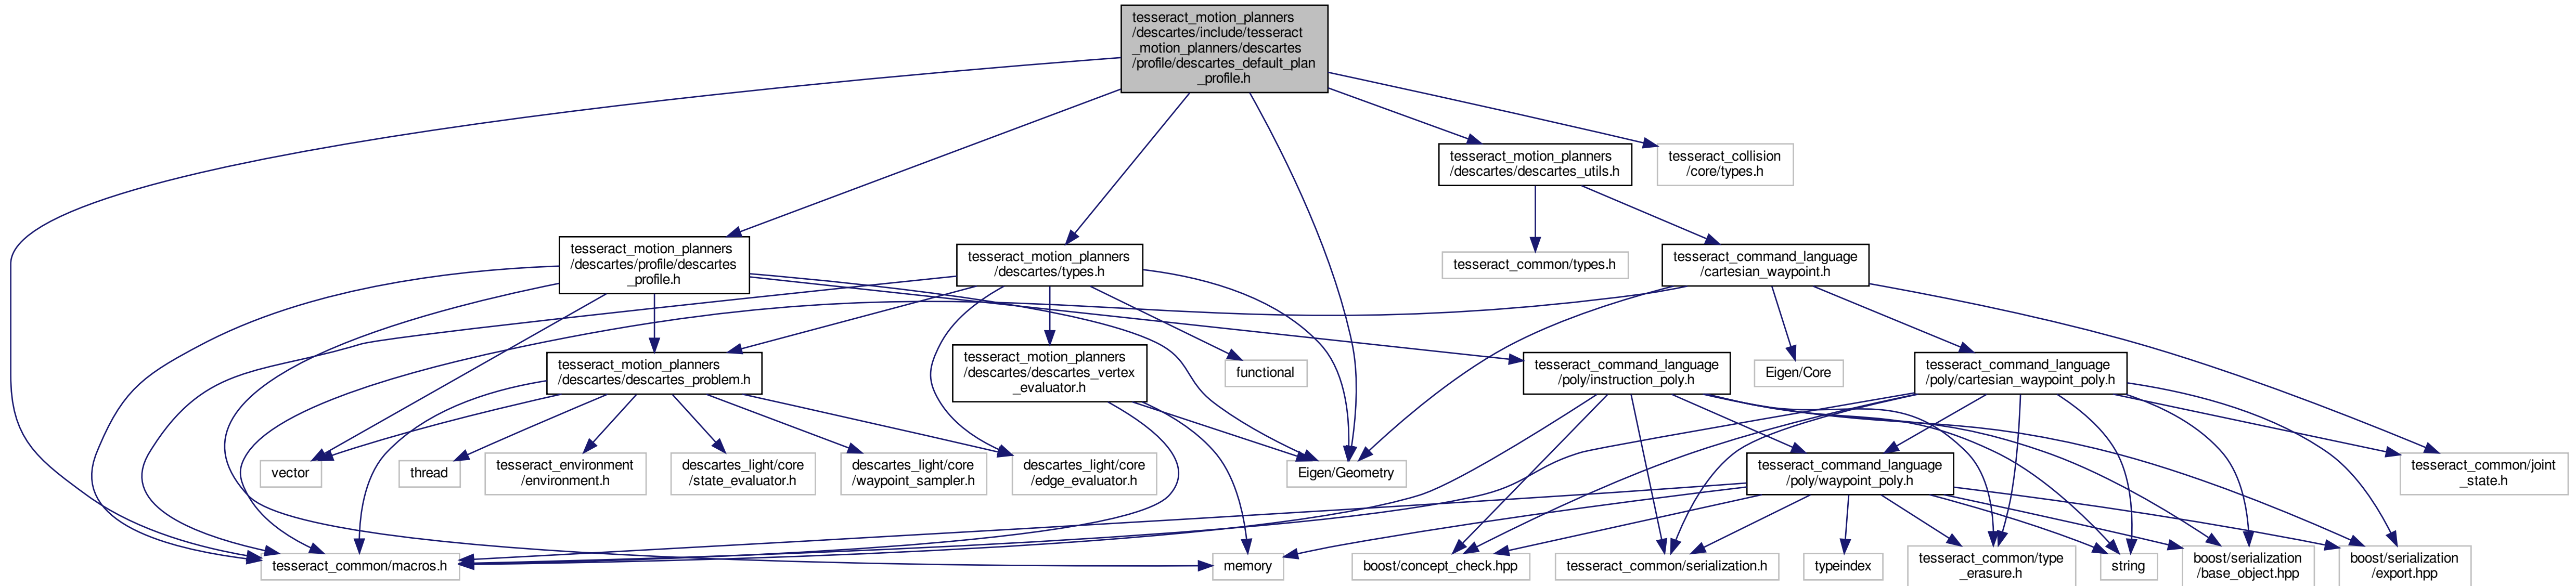 tesseract_motion_planners
/descartes/include/tesseract
_motion_planners/descartes
/profile/descartes_default_plan
_profile.h
tesseract_motion_planners
/descartes/descartes_utils.h
tesseract_collision
/core/types.h
tesseract_motion_planners
/descartes/profile/descartes
_profile.h
tesseract_motion_planners
/descartes/types.h
tesseract_common/types.h
tesseract_command_language
/cartesian_waypoint.h
tesseract_motion_planners
/descartes/descartes_problem.h
tesseract_motion_planners
/descartes/descartes_vertex
_evaluator.h
functional
tesseract_command_language
/poly/instruction_poly.h
Eigen/Core
tesseract_command_language
/poly/cartesian_waypoint_poly.h
vector
thread
tesseract_environment
/environment.h
descartes_light/core
/state_evaluator.h
descartes_light/core
/waypoint_sampler.h
descartes_light/core
/edge_evaluator.h
Eigen/Geometry
tesseract_command_language
/poly/waypoint_poly.h
tesseract_common/joint
_state.h
tesseract_common/macros.h
memory
boost/concept_check.hpp
tesseract_common/serialization.h
typeindex
tesseract_common/type
_erasure.h
string
boost/serialization
/base_object.hpp
boost/serialization
/export.hpp